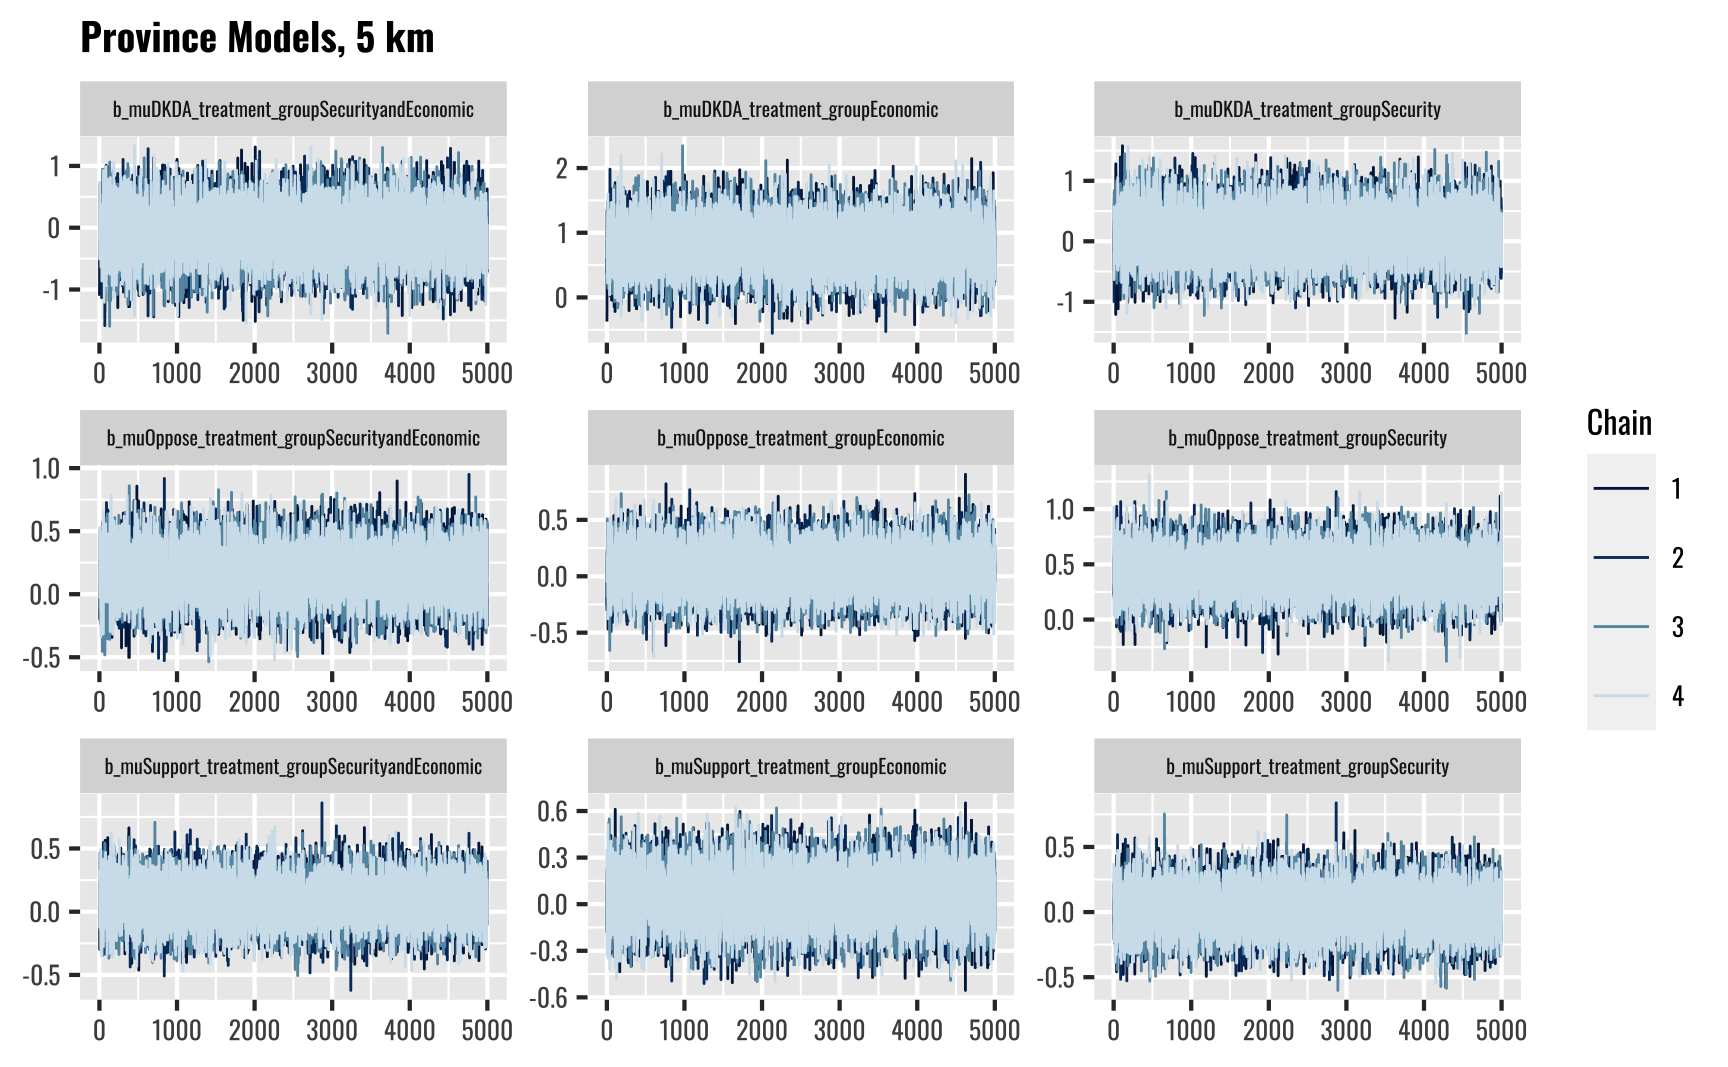 Province Models, 5 km
b_muDKDA_treatment_groupSecurityandEconomic
b_muDKDA_treatment_groupEconomic
b_muDKDA_treatment_groupSecurity
1
0
-1
0 1000 2000 3000 4000 5000
2
1
0
0 1000 2000 3000 4000 5000
1
0
-1
0 1000 2000 3000 4000 5000
b_muOppose_treatment_groupSecurityandEconomic
b_muOppose_treatment_groupEconomic
b_muOppose_treatment_groupSecurity
1.0
0.5
0.0
-0.5
0 1000 2000 3000 4000 5000
0.5
0.0
-0.5
0 1000 2000 3000 4000 5000
1.0
0.5
0.0
0 1000 2000 3000 4000 5000
b_muSupport_treatment_groupSecurityandEconomic
b_muSupport_treatment_groupEconomic
b_muSupport_treatment_groupSecurity
0.5
0.0
-0.5
0 1000 2000 3000 4000 5000
0.6
0.3
0.0
-0.3
-0.6
0 1000 2000 3000 4000 5000
0.5
0.0
-0.5
0 1000 2000 3000 4000 5000
Chain
1
2
3
4